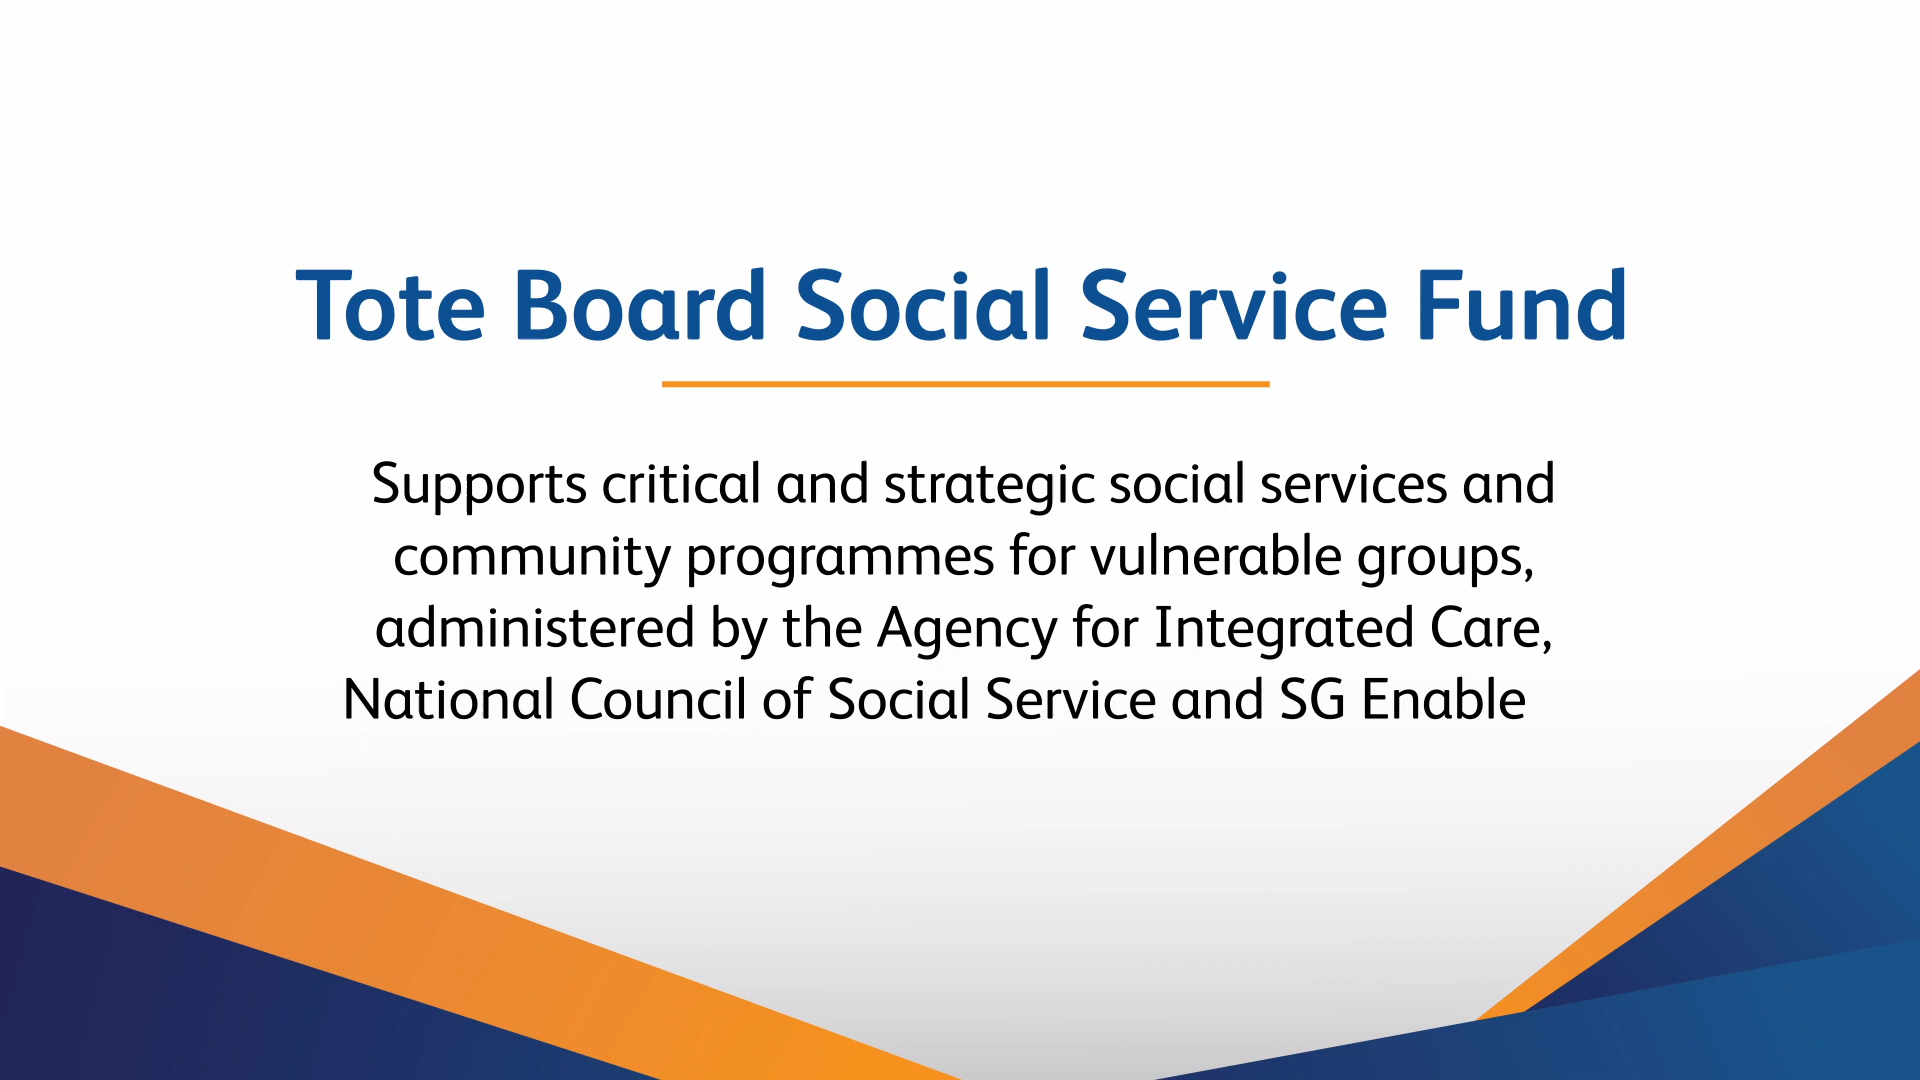 Tote Board Social Service Fund
Supports critical and strategic social services and
community programmes for vulnerable groups,
administered by the Agency for Integrated Care,
National Council of Social Service and SG Enable